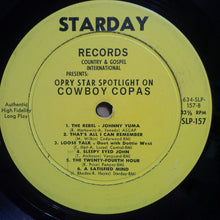 STARDAY
RECORDS
COUNTRY & GOSPEL
INTERNATIONAL
PRESENTS:
OPRY STAR SPOTLIGHT ON
COWBOY COPAS
Authentic
High Fidelity
Long Play
634-SLP-
157-B
33⅓ RPM
SLP-157
1. THE REBEL - JOHNNY YUMA
2. THAT'S ALL I CAN REMEMBER
3. LOOSE TALK - Duet with Dottie West
4. SLEEPY EYED JOHN
5. THE TWENTY-FOURTH HOUR
6. A SATISFIED MIND